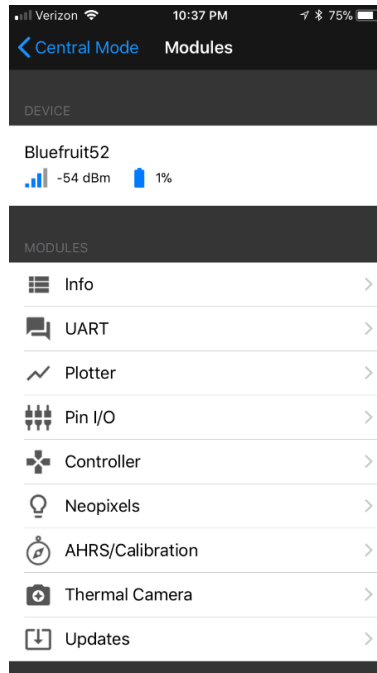 Verizon 10:37 PM 75%
Central Mode Modules
DEVICE
Bluefruit52
-54 dBm 1%
MODULES
Info
UART
Plotter
Pin I/O
Controller
Neopixels
AHRS/Calibration
Thermal Camera
Updates